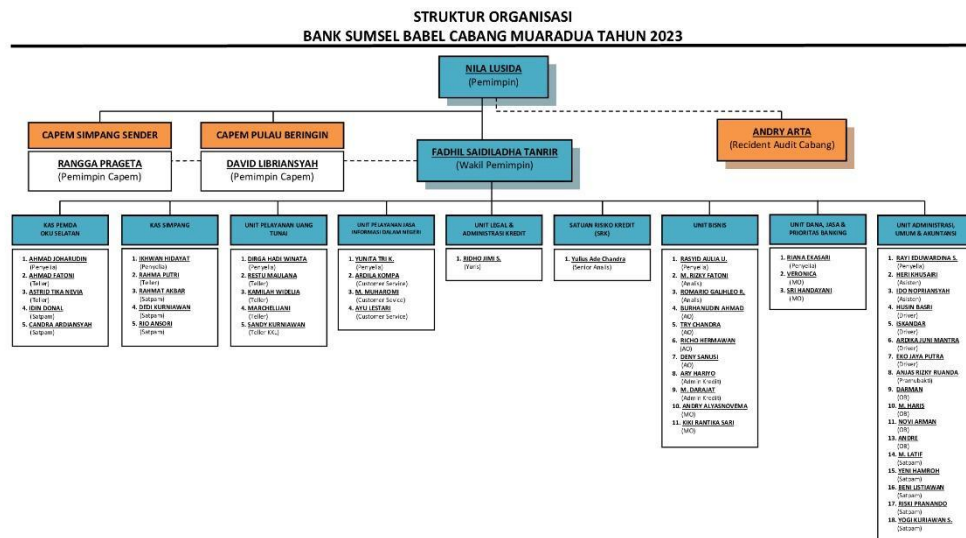 STRUKTUR ORGANISASI
BANK SUMSEL BABEL CABANG MUARADUA TAHUN 2023
NILA LUSIDA
(Pemimpin)
CAPEM SIMPANG SENDER
RANGGA PRAGETA
(Pemimpin Capem)
CAPEM PULAU BERINGIN
DAVID LIBRIANSYAH
(Pemimpin Capem)
FADHIL SAIDILADHA TANRIR
(Wakil Pemimpin)
ANDRY ARTA
(Recident Audit Cabang)
KAS PEMDA
OKU SELATAN
1. AHMAD JOHARUDIN
(Penyelia)
2. AHMAD FATONI
(Teller)
3. ASTRID TIKA NEVIA
(Teller)
4. IDIN DONAL
(Satpam)
5. CANDRA ARDIANSYAH
(Satpam)
KAS SIMPANG
1. IKHWAN HIDAYAT
(Penyelia)
2. RAHMA PUTRI
(Teller)
3. RAHMAT AKBAR
(Satpam)
4. DEDI KURNIAWAN
(Satpam)
5. RIO ANSORI
(Satpam)
UNIT PELAYANAN UANG
TUNAI
1. DIRGA HADI WINATA
(Penyelia)
2. RESTU MAULANA
(Teller)
3. KAMILAH WIDELIA
(Teller)
4. MARCHELLIANI
(Teller)
5. SANDY KURNIAWAN
(Teller KKL)
UNIT PELAYANAN JASA
INFORMASI DALAM NEGERI
1. YUNITA TRI K.
(Penyelia)
2. ARDILA KOMPA
(Customer Service)
3. M. MUHAROMI
(Customer Service)
4. AYU LESTARI
(Customer Service)
UNIT LEGAL &
ADMINISTRASI KREDIT
1. RIDHO JIMI S.
(Yuris)
SATUAN RISIKO KREDIT
(SRK)
1. Yulius Ade Chandra
(Senior Analis)
UNIT BISNIS
1. RASYID AULIA U.
(Penyelia)
2. M. RIZKY FATONI
(Analis)
3. ROMARIO GALIHLEO R.
(Analis)
4. BURHANUDIN AHMAD
(AO)
5. TRY CHANDRA
(AO)
6. RICHO HERMAWAN
(AO)
7. DENY SANUSI
(AO)
8. ARY HARIYO
(Admin Kredit)
9. M. DARAJAT
(Admin Kredit)
10. ANDRY ALYASNOVEMA
(MO)
11. KIKI RANTIKA SARI
(MO)
UNIT DANA, JASA &
PRIORITAS BANKING
1. RIANA EKASARI
(Penyelia)
2. VERONICA
(MO)
3. SRI HANDAYANI
(MO)
UNIT ADMINISTRASI,
UMUM & AKUNTANSI
1. RAYI EDUWARDINA S.
(Penyelia)
2. HERI KHUSARI
(Asisten)
3. IDO NOPRIANSYAH
(Asisten)
4. HUSIN BASRI
(Driver)
5. ISKANDAR
(Driver)
6. ARDIKA JUNI MANTRA
(Driver)
7. EKO JAYA PUTRA
(Driver)
8. ANJAS RIZKY RUANDA
(Pramubakti)
9. DARMAN
(OB)
10. M. HARIS
(OB)
11. NOVI ARMAN
(OB)
13. ANDRE
(OB)
14. M. LATIF
(Satpam)
15. YENI HAMROH
(Satpam)
16. BENI LISTIAWAN
(Satpam)
17. RISKI PRANANDO
(Satpam)
18. YOGI KURIAWAN S.
(Satpam)